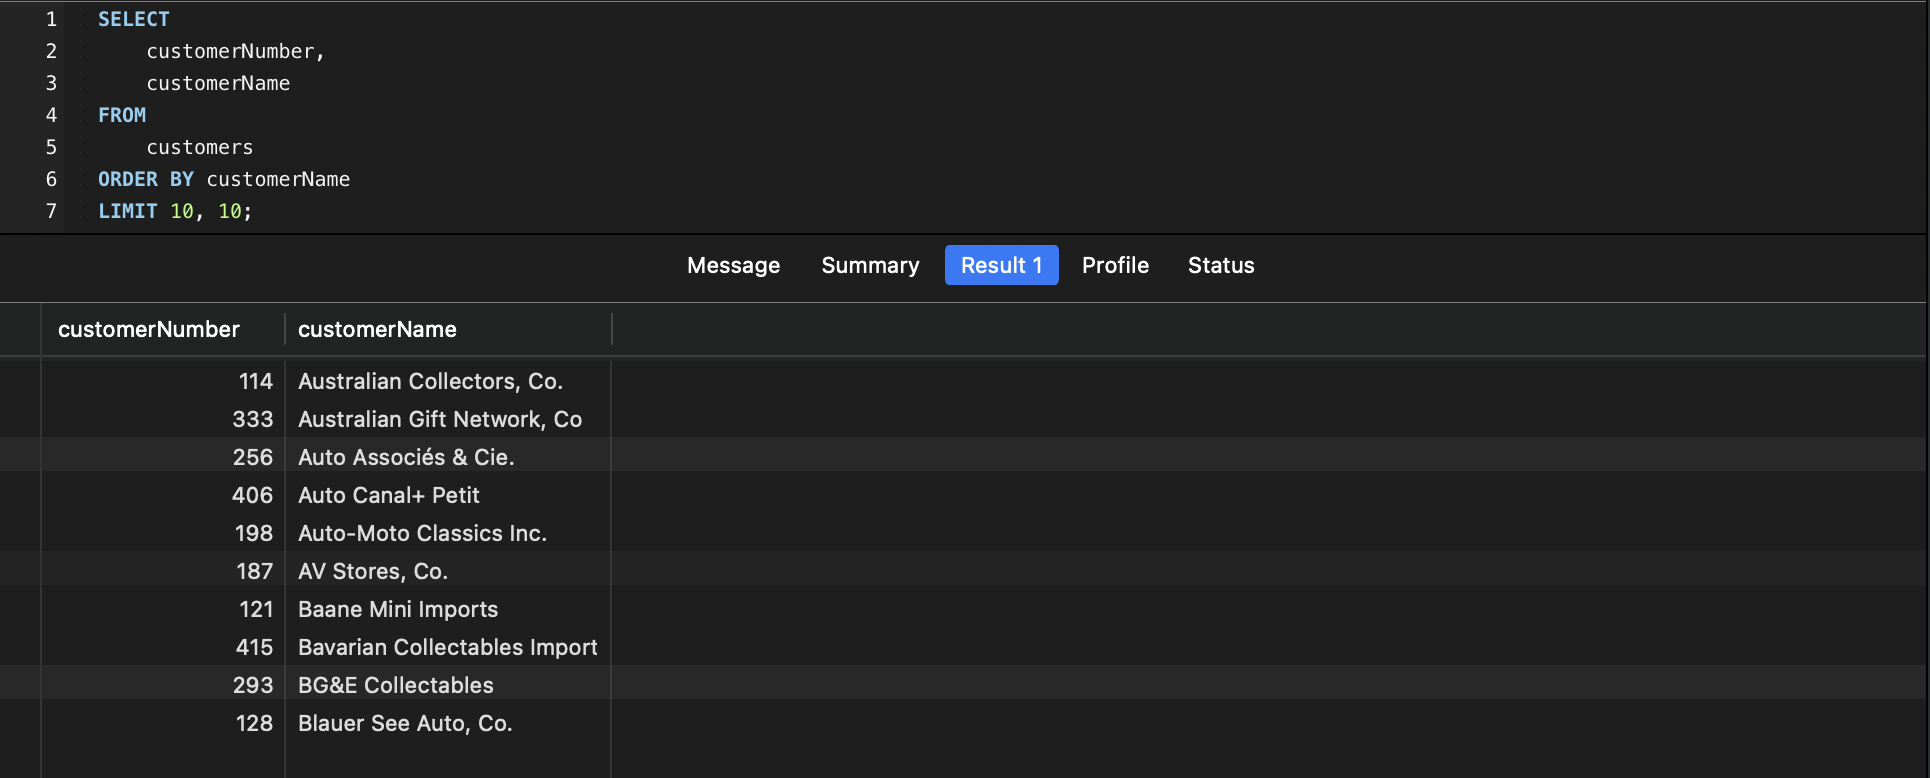 1 SELECT
2 customerNumber,
3 customerName
4 FROM
5 customers
6 ORDER BY customerName
7 LIMIT 10, 10;
Message Summary Result 1 Profile Status
customerNumber customerName
114 Australian Collectors, Co.
333 Australian Gift Network, Co
256 Auto Associés & Cie.
406 Auto Canal+ Petit
198 Auto-Moto Classics Inc.
187 AV Stores, Co.
121 Baane Mini Imports
415 Bavarian Collectables Import
293 BG&E Collectables
128 Blauer See Auto, Co.